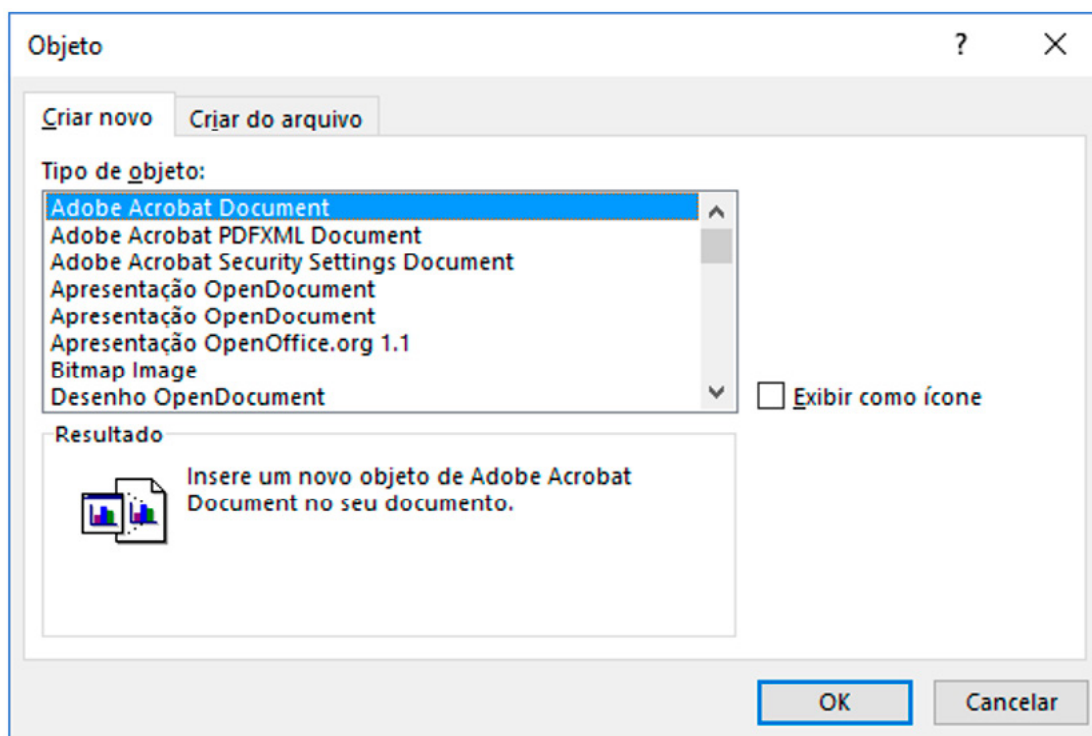 Objeto
?
Criar novo
Criar do arquivo
Tipo de objeto:
Adobe Acrobat Document
Adobe Acrobat PDFXML Document
Adobe Acrobat Security Settings Document
Apresentação OpenDocument
Apresentação OpenDocument
Apresentação OpenOffice.org 1.1
Bitmap Image
Desenho OpenDocument
Exibir como ícone
Resultado
Insere um novo objeto de Adobe Acrobat
Document no seu documento.
OK
Cancelar